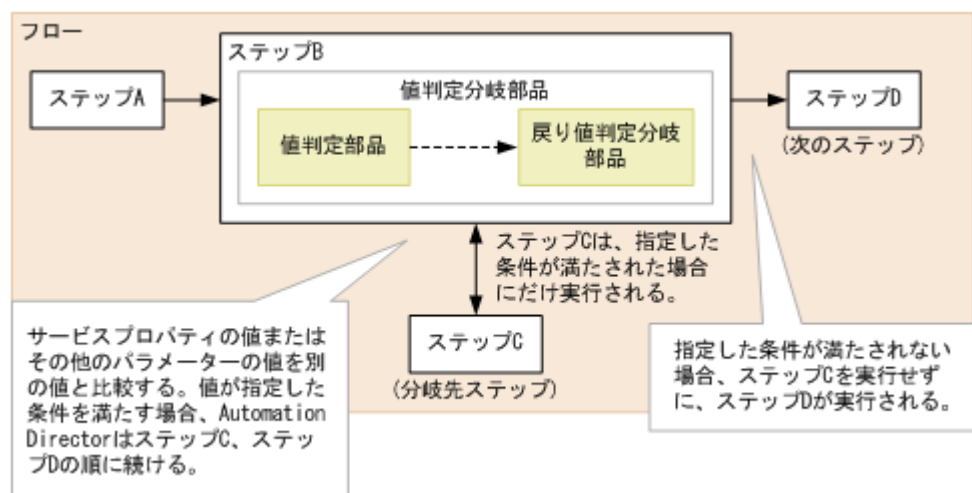 フロー
ステップB
ステップA
値判定分岐部品
値判定部品
戻り値判定分岐
部品
ステップD
(次のステップ)
ステップCは、指定した
条件が満たされた場合
にだけ実行される。
ステップC
(分岐先ステップ)
サービスプロパティの値または
その他のパラメーターの値を別
の値と比較する。値が指定した
条件を満たす場合、Automation
DirectorはステップC、ステッ
プDの順に続ける。
指定した条件が満たされない
場合、ステップCを実行せず
に、ステップDが実行される。